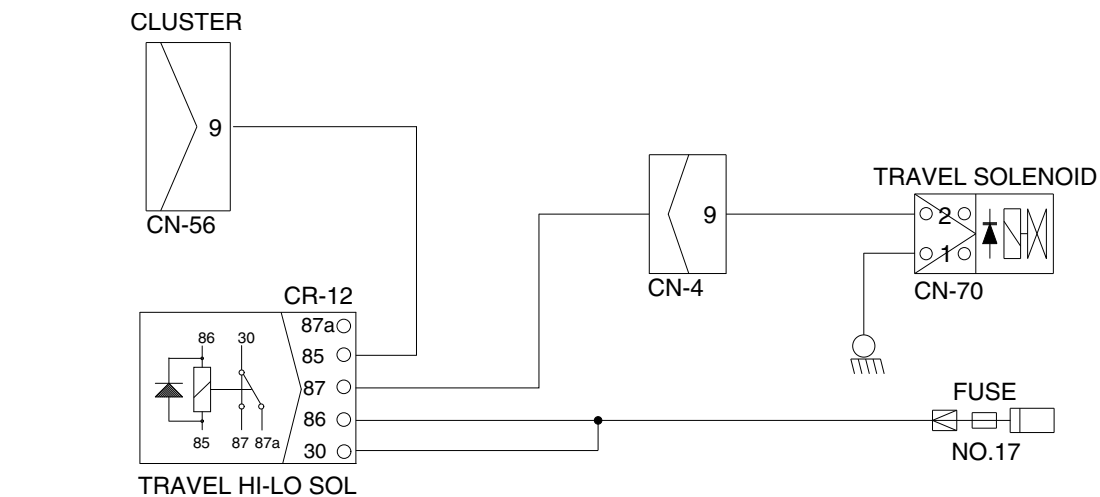 CLUSTER
9
CN-56
TRAVEL SOLENOID
9
2
1
CN-4
CN-70
CR-12
87a
85
87
86
30
86 30
85 87 87a
TRAVEL HI-LO SOL
FUSE
NO.17